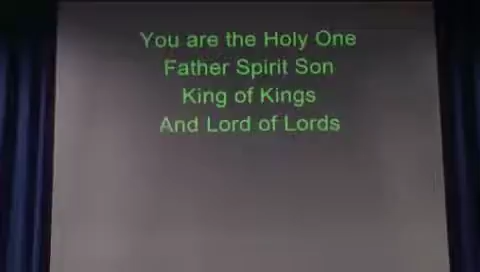 You are the Holy One
Father Spirit Son
King of Kings
And Lord of Lords